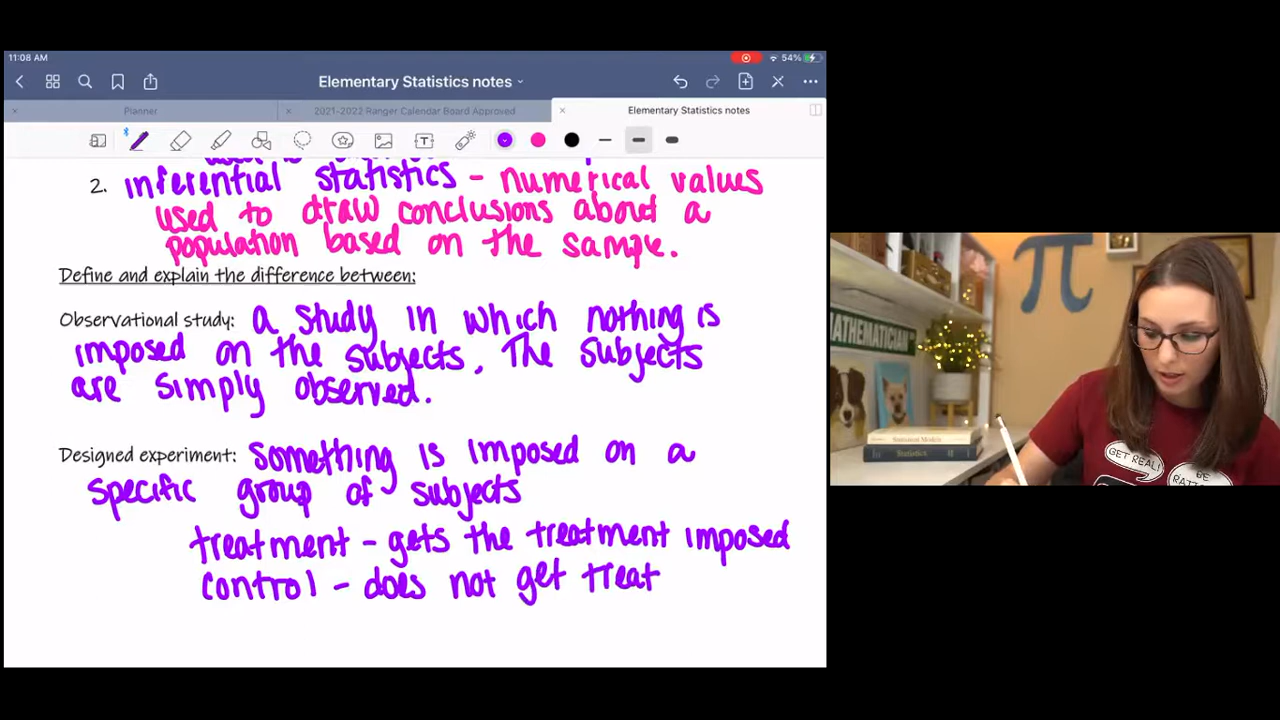 11:08 AM
54%
Elementary Statistics notes
Planner
2021-2022 Ranger Calendar Board Approved
Elementary Statistics notes
2. inferential statistics - numerical values
used to draw conclusions about a
population based on the sample.
Define and explain the difference between:
Observational study: a study in which nothing is
imposed on the subjects, The subjects
are simply observed.
Designed experiment: Something is imposed on a
specific group of subjects
treatment - gets the treatment imposed
control - does not get treat
MATHEMATICIAN
Statistics
GET REAL!
BE